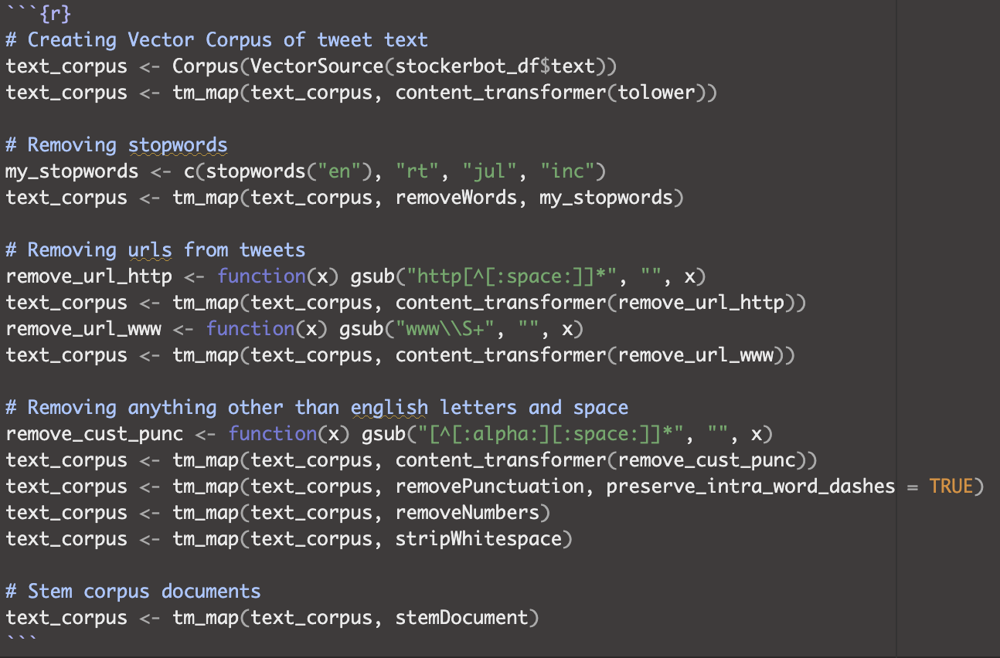 ```{r}
# Creating Vector Corpus of tweet text
text_corpus <- Corpus(VectorSource(stockerbot_df$text))
text_corpus <- tm_map(text_corpus, content_transformer(tolower))

# Removing stopwords
my_stopwords <- c(stopwords("en"), "rt", "jul", "inc")
text_corpus <- tm_map(text_corpus, removeWords, my_stopwords)

# Removing urls from tweets
remove_url_http <- function(x) gsub("http[^[:space:]]*", "", x)
text_corpus <- tm_map(text_corpus, content_transformer(remove_url_http))
remove_url_www <- function(x) gsub("www\\S+", "", x)
text_corpus <- tm_map(text_corpus, content_transformer(remove_url_www))

# Removing anything other than english letters and space
remove_cust_punc <- function(x) gsub("[^[:alpha:][:space:]]*", "", x)
text_corpus <- tm_map(text_corpus, content_transformer(remove_cust_punc))
text_corpus <- tm_map(text_corpus, removePunctuation, preserve_intra_word_dashes = TRUE)
text_corpus <- tm_map(text_corpus, removeNumbers)
text_corpus <- tm_map(text_corpus, stripWhitespace)

# Stem corpus documents
text_corpus <- tm_map(text_corpus, stemDocument)
```